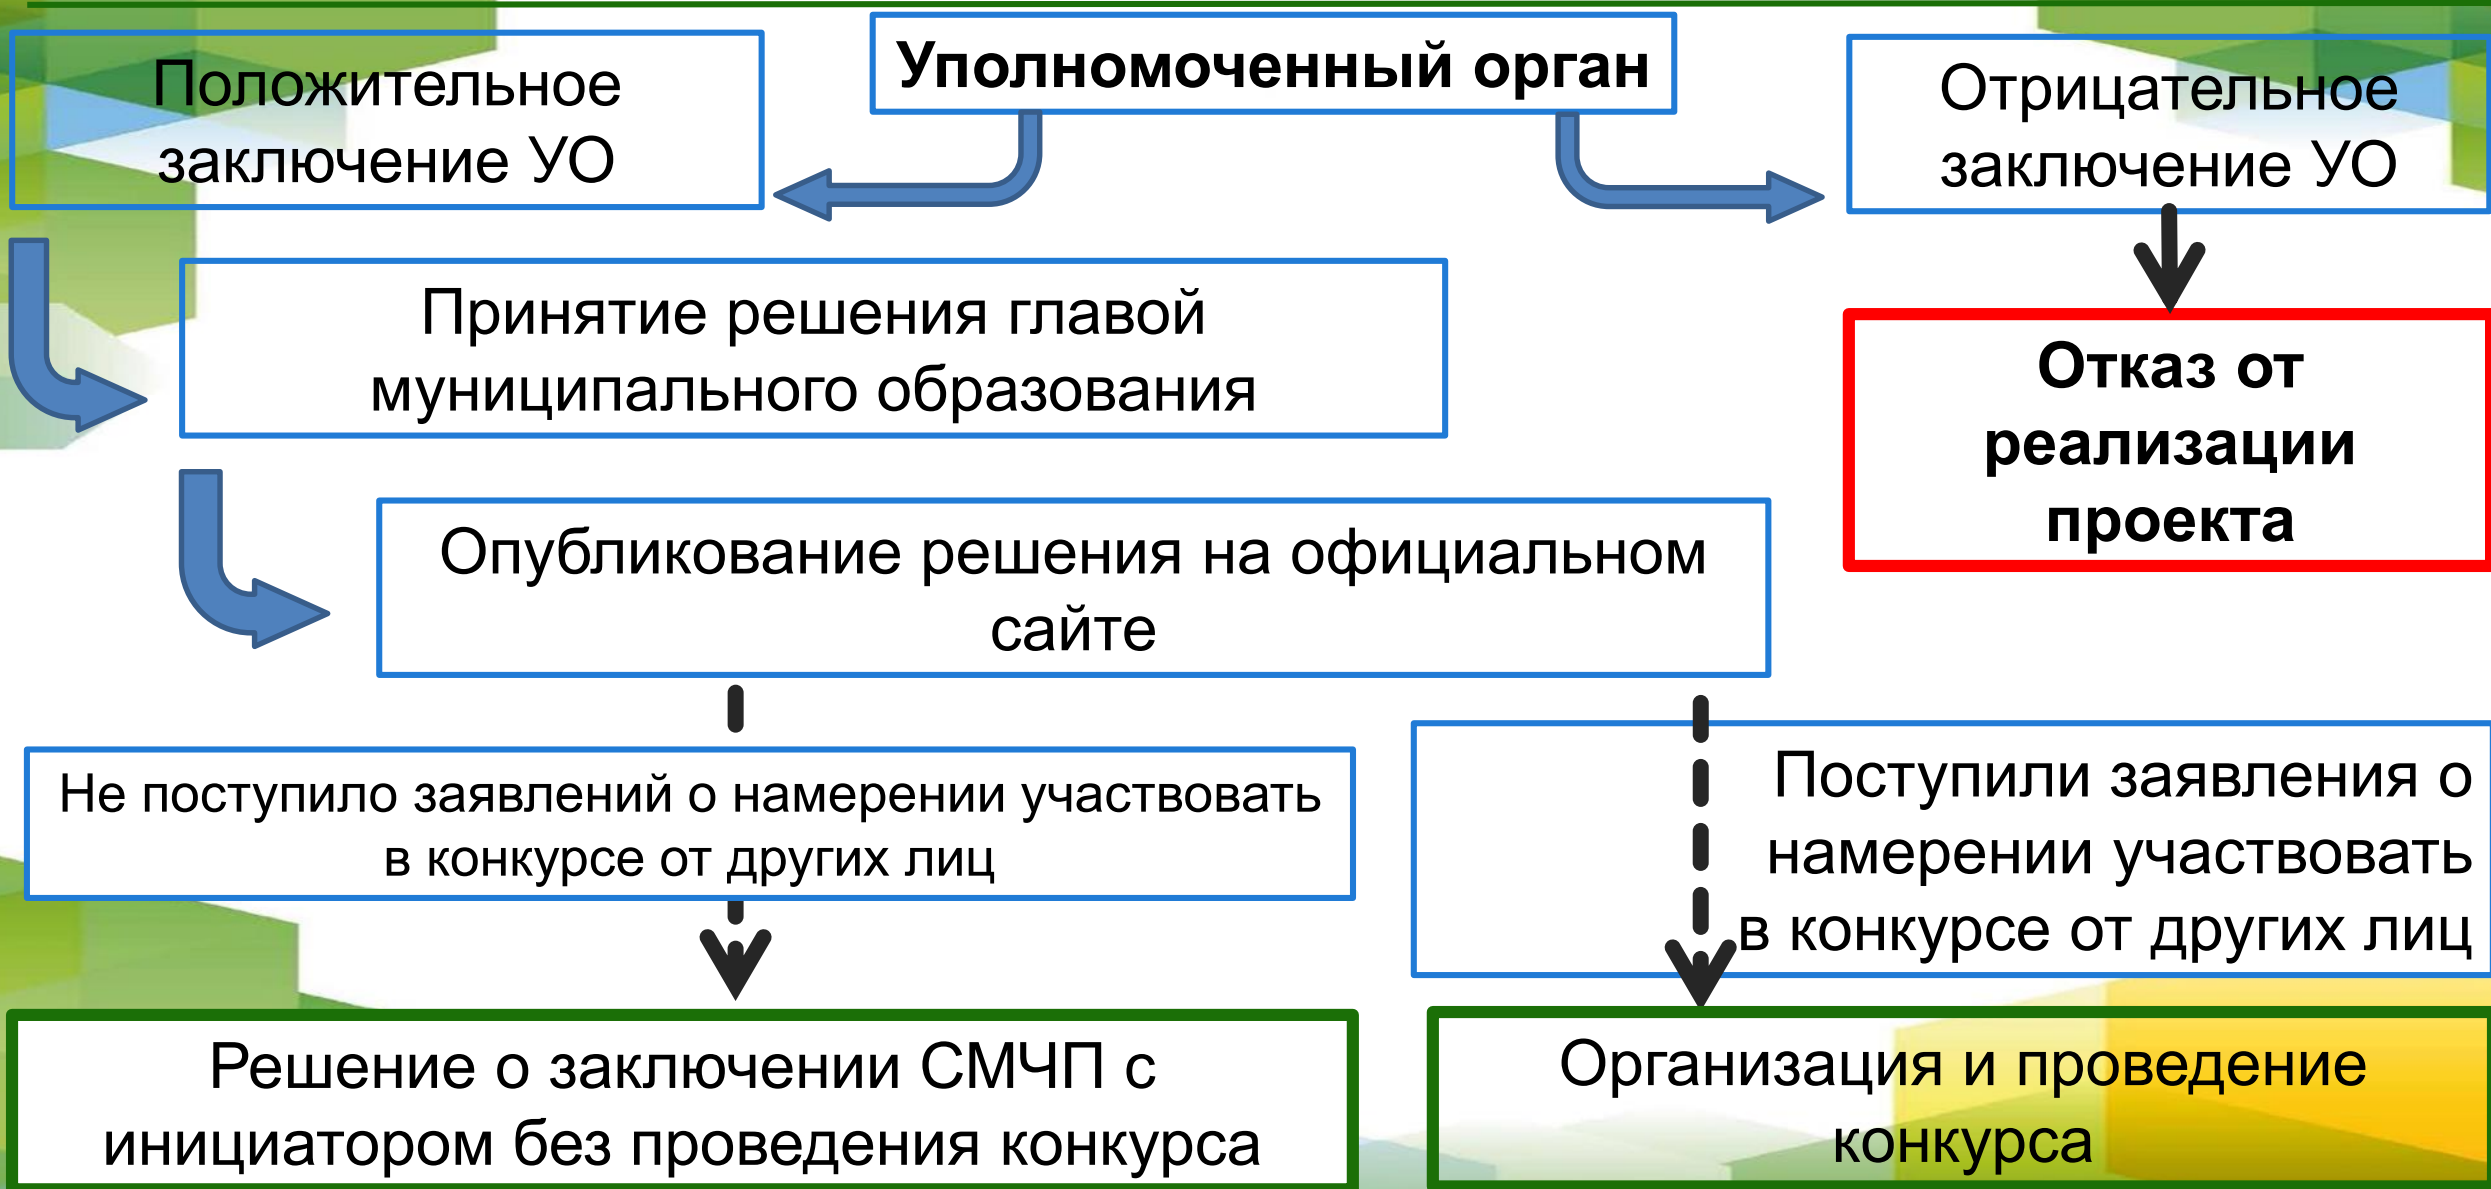 Положительное
заключение УО
Уполномоченный орган
Отрицательное
заключение УО
Принятие решения главой
муниципального образования
Отказ от
реализации
проекта
Опубликование решения на официальном
сайте
Не поступило заявлений о намерении участвовать
в конкурсе от других лиц
Поступили заявления о
намерении участвовать
в конкурсе от других лиц
Решение о заключении СМЧП с
инициатором без проведения конкурса
Организация и проведение
конкурса